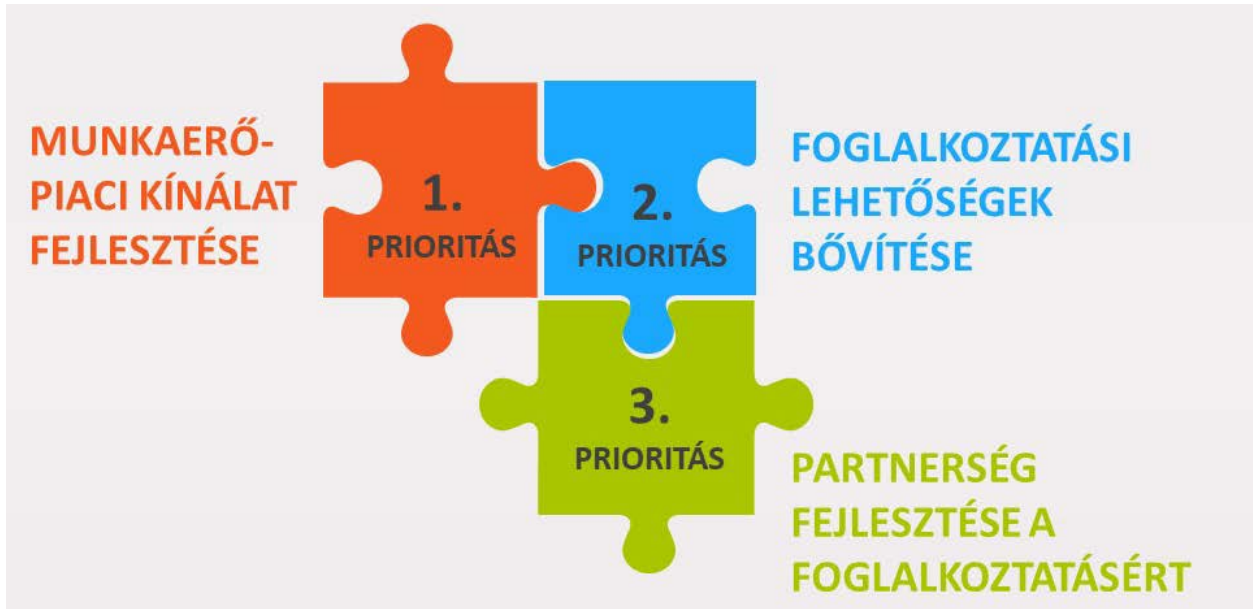 MUNKAERŐ-
PIACI KÍNÁLAT
FEJLESZTÉSE
1.
PRIORITÁS
2.
PRIORITÁS
FOGLALKOZTATÁSI
LEHETŐSÉGEK
BŐVÍTÉSE
3.
PRIORITÁS
PARTNERSÉG
FEJLESZTÉSE A
FOGLALKOZTATÁSÉRT